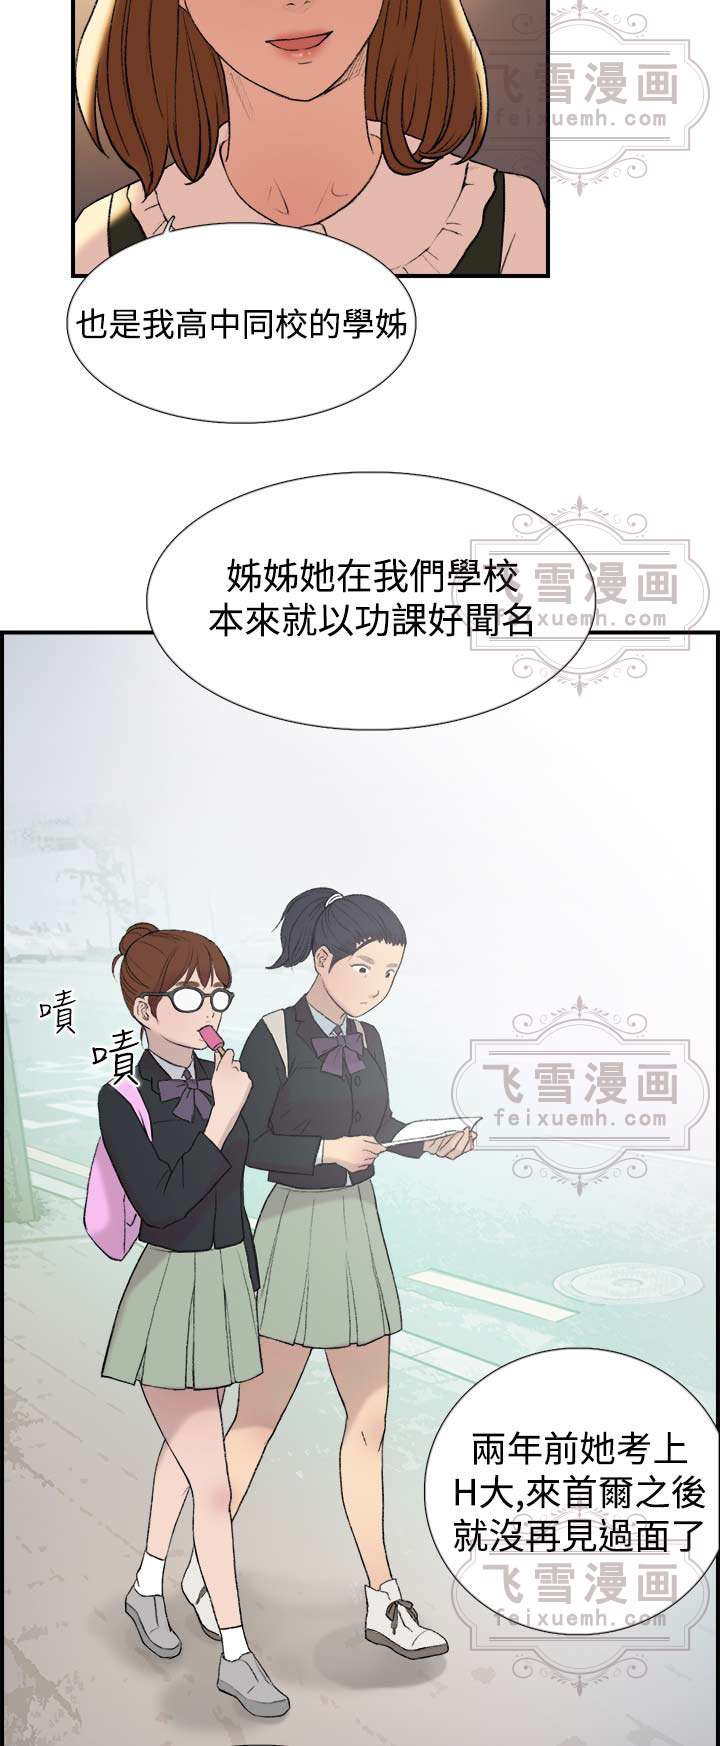 飞雪漫画
feixuemh.com
也是我高中同校的學姊
姊姊她在我們學校
本來就以功課好聞名
飞雪漫画
feixuemh.com
嘖
嘖
飞雪漫画
feixuemh.com
兩年前她考上
H大,來首爾之後
就沒再見過面了
飞雪漫画
feixuemh.com